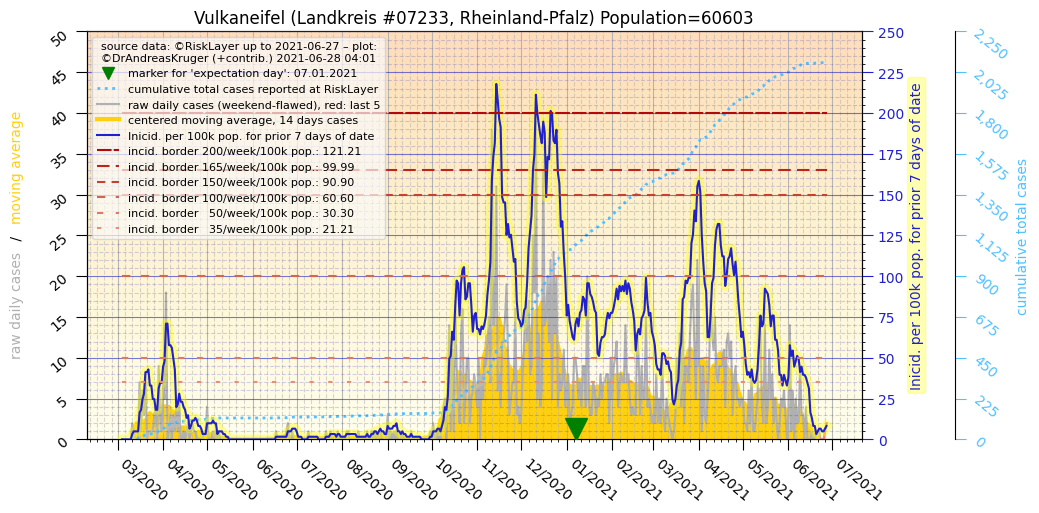 Vulkaneifel (Landkreis #07233, Rheinland-Pfalz) Population=60603
source data: ©RiskLayer up to 2021-06-27 – plot:
©DrAndreasKruger (+contrib.) 2021-06-28 04:01
marker for 'expectation day': 07.01.2021
cumulative total cases reported at RiskLayer
raw daily cases (weekend-flawed), red: last 5
centered moving average, 14 days cases
Inicid. per 100k pop. for prior 7 days of date
incid. border 200/week/100k pop.: 121.21
incid. border 165/week/100k pop.: 99.99
incid. border 150/week/100k pop.: 90.90
incid. border 100/week/100k pop.: 60.60
incid. border   50/week/100k pop.: 30.30
incid. border   35/week/100k pop.: 21.21
raw daily cases   /   moving average
50
45
40
35
30
25
20
15
10
5
0
03/2020
04/2020
05/2020
06/2020
07/2020
08/2020
09/2020
10/2020
11/2020
12/2020
01/2021
02/2021
03/2021
04/2021
05/2021
06/2021
07/2021
250
225
200
175
150
125
100
75
50
25
0
Inicid. per 100k pop. for prior 7 days of date
2,250
2,025
1,800
1,575
1,350
1,125
900
675
450
225
0
cumulative total cases